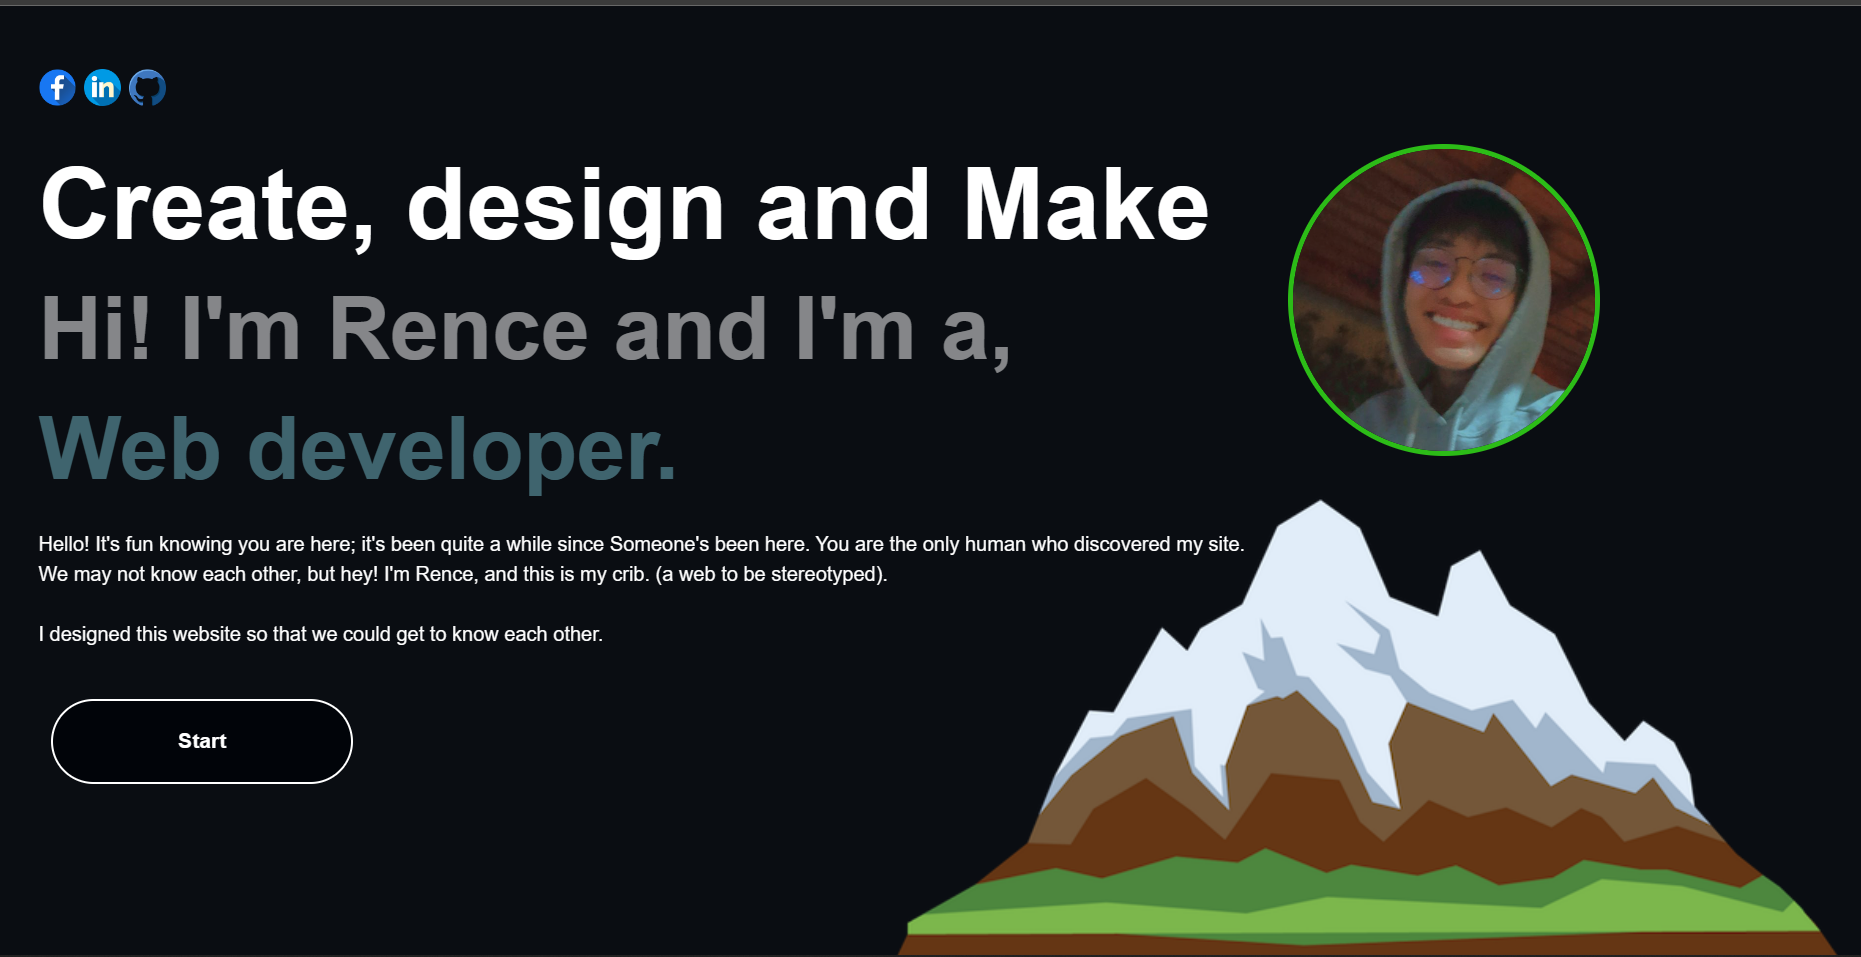 f in
Create, design and Make
Hi! I'm Rence and I'm a,
Web developer.
Hello! It's fun knowing you are here; it's been quite a while since Someone's been here. You are the only human who discovered my site.
We may not know each other, but hey! I'm Rence, and this is my crib. (a web to be stereotyped).
I designed this website so that we could get to know each other.
Start